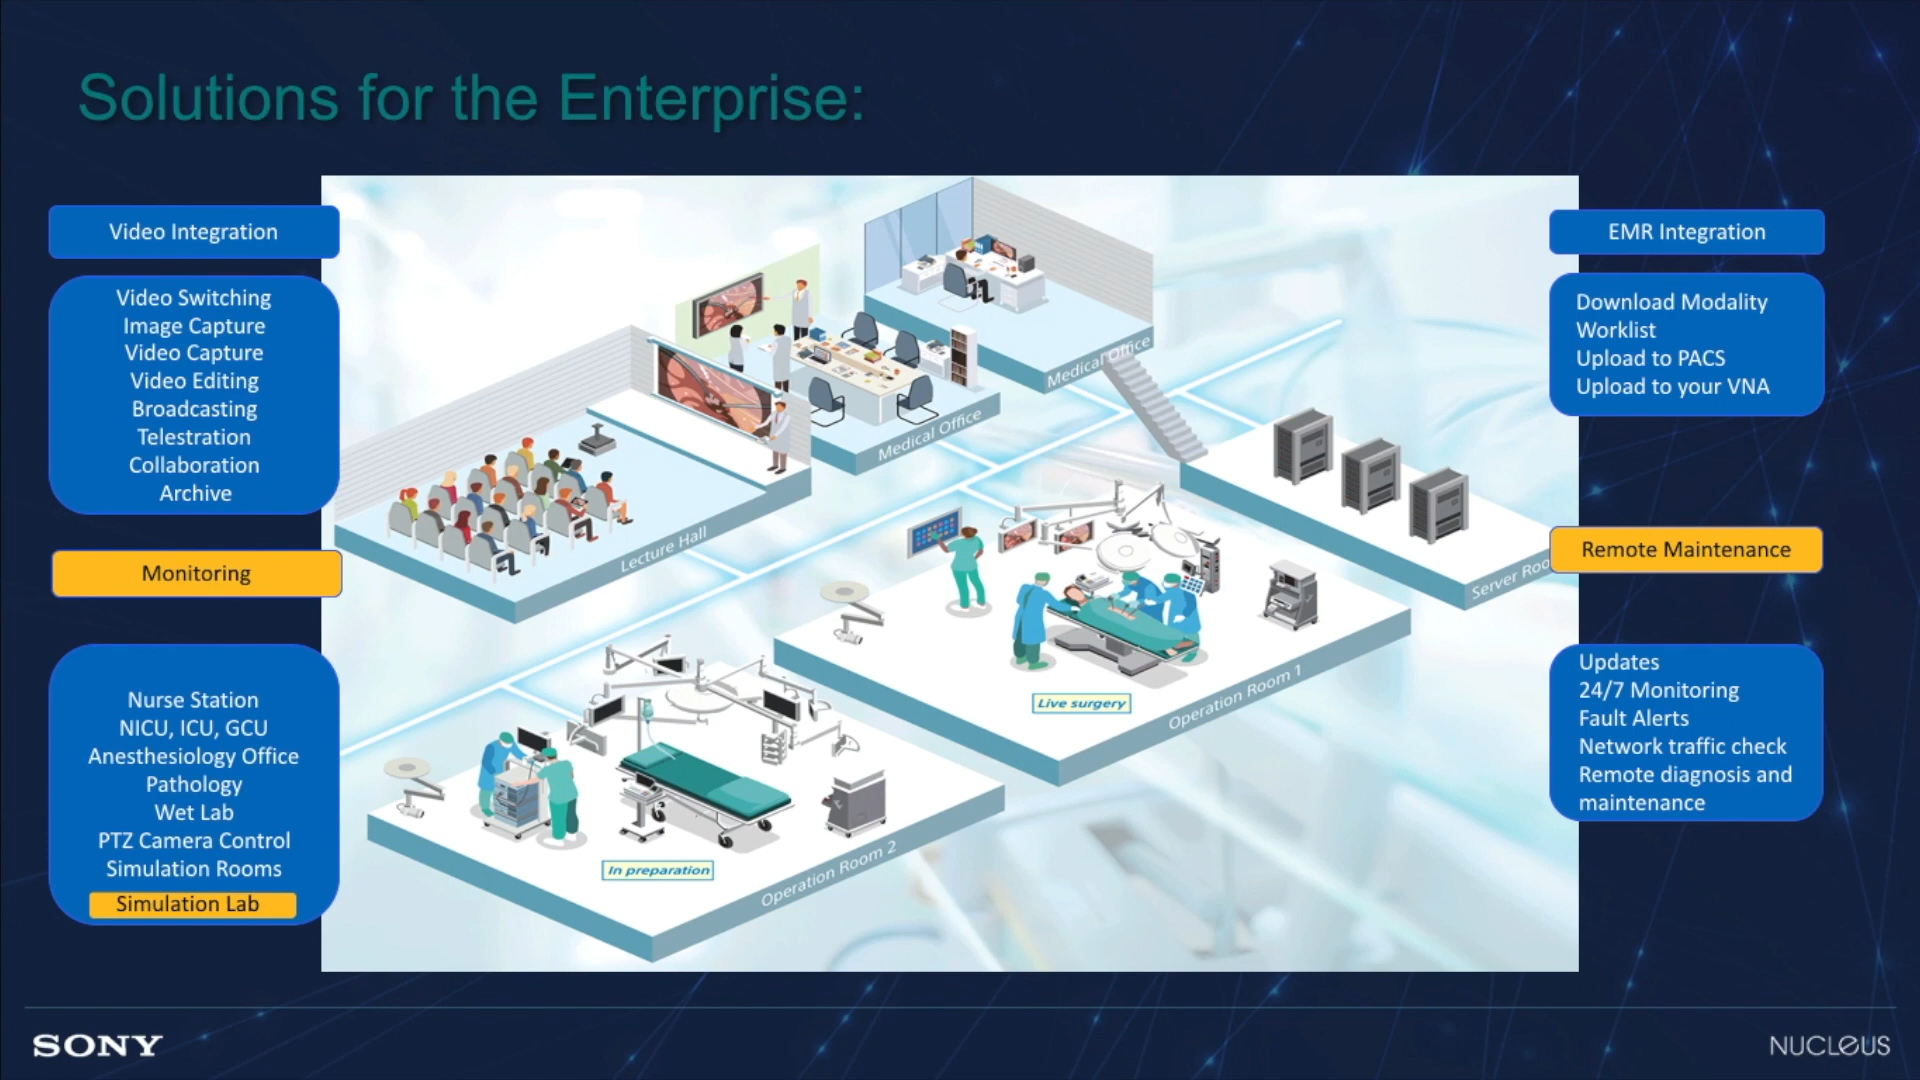 Solutions for the Enterprise:
Video Integration
Video Switching
Image Capture
Video Capture
Video Editing
Broadcasting
Telestration
Collaboration
Archive
Monitoring
Nurse Station
NICU, ICU, GCU
Anesthesiology Office
Pathology
Wet Lab
PTZ Camera Control
Simulation Rooms
Simulation Lab
Medical Office
Medical Office
Lecture Hall
Server Roo
Operation Room 1
Live surgery
Operation Room 2
In preparation
EMR Integration
Download Modality
Worklist
Upload to PACS
Upload to your VNA
Remote Maintenance
Updates
24/7 Monitoring
Fault Alerts
Network traffic check
Remote diagnosis and
maintenance
SONY
NUCLeUS